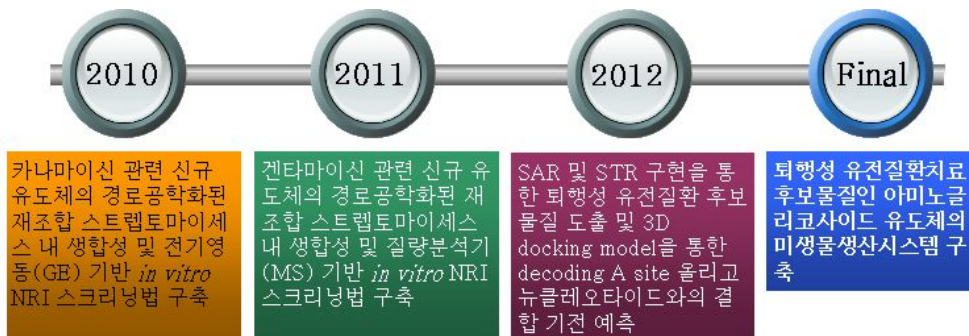 2010
2011
2012
Final
카나마이신 관련 신규
유도체의 경로공학화된
재조합 스트렙토마이세
스 내 생합성 및 전기영
동(GE) 기반 in vitro
NRI 스크리닝법 구축
겐타마이신 관련 신규 유
도체의 경로공학화된 재
조합 스트렙토마이세스
내 생합성 및 질량분석기
(MS) 기반 in vitro NRI
스크리닝법 구축
SAR 및 STR 구현을 통
한 퇴행성 유전질환 후보
물질 도출 및 3D
docking model을 통한
decoding A site 올리고
뉴클레오타이드와의 결
합 기전 예측
퇴행성 유전질환치료
후보물질인 아미노글
리코사이드 유도체의
미생물생산시스템 구
축